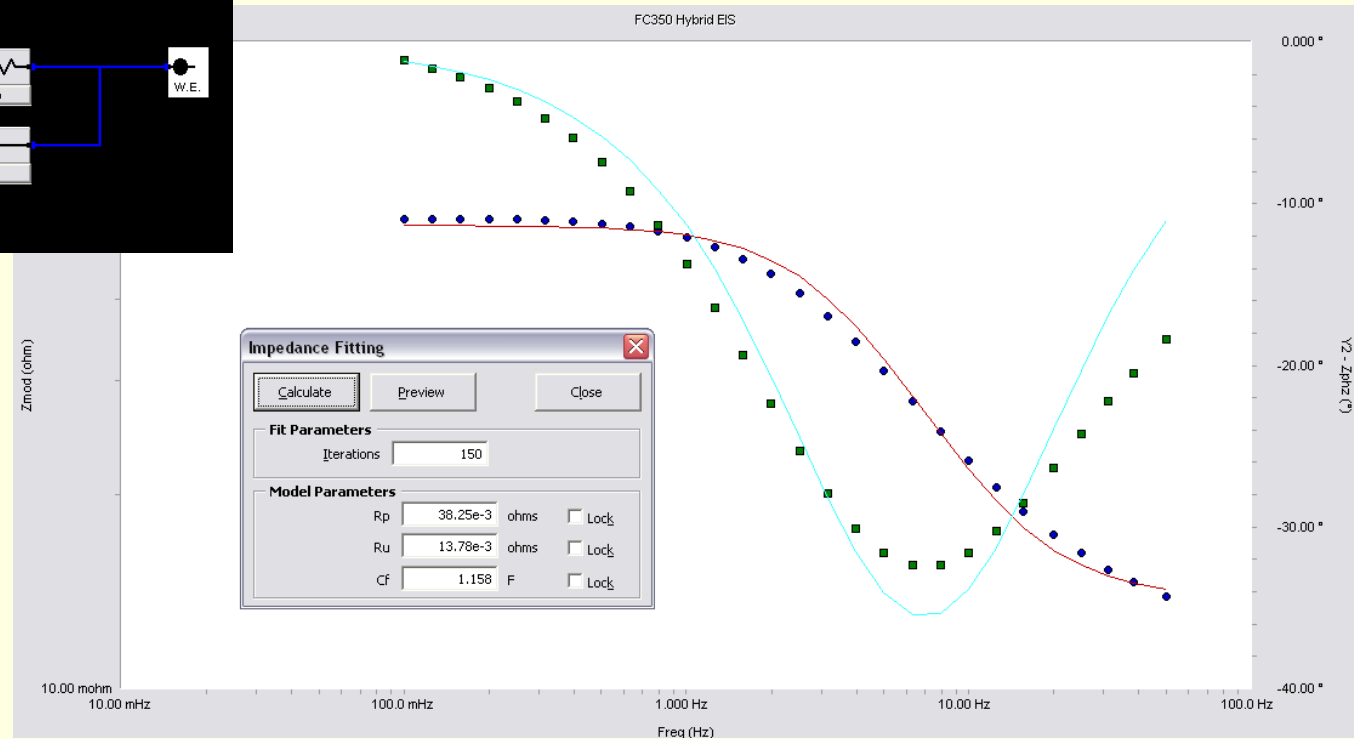 FC350 Hybrid EIS
W.E.
0.000 °
-10.00 °
-20.00 °
-30.00 °
-40.00 °
Y2 - Zphz (°)
Zmod (ohm)
10.00 mohm
10.00 mHz
100.0 mHz
1.000 Hz
10.00 Hz
100.0 Hz
Freq (Hz)
Impedance Fitting
Calculate Preview Close
Fit Parameters
Iterations 150
Model Parameters
Rp 38.25e-3 ohms Lock
Ru 13.78e-3 ohms Lock
Cf 1.158 F Lock